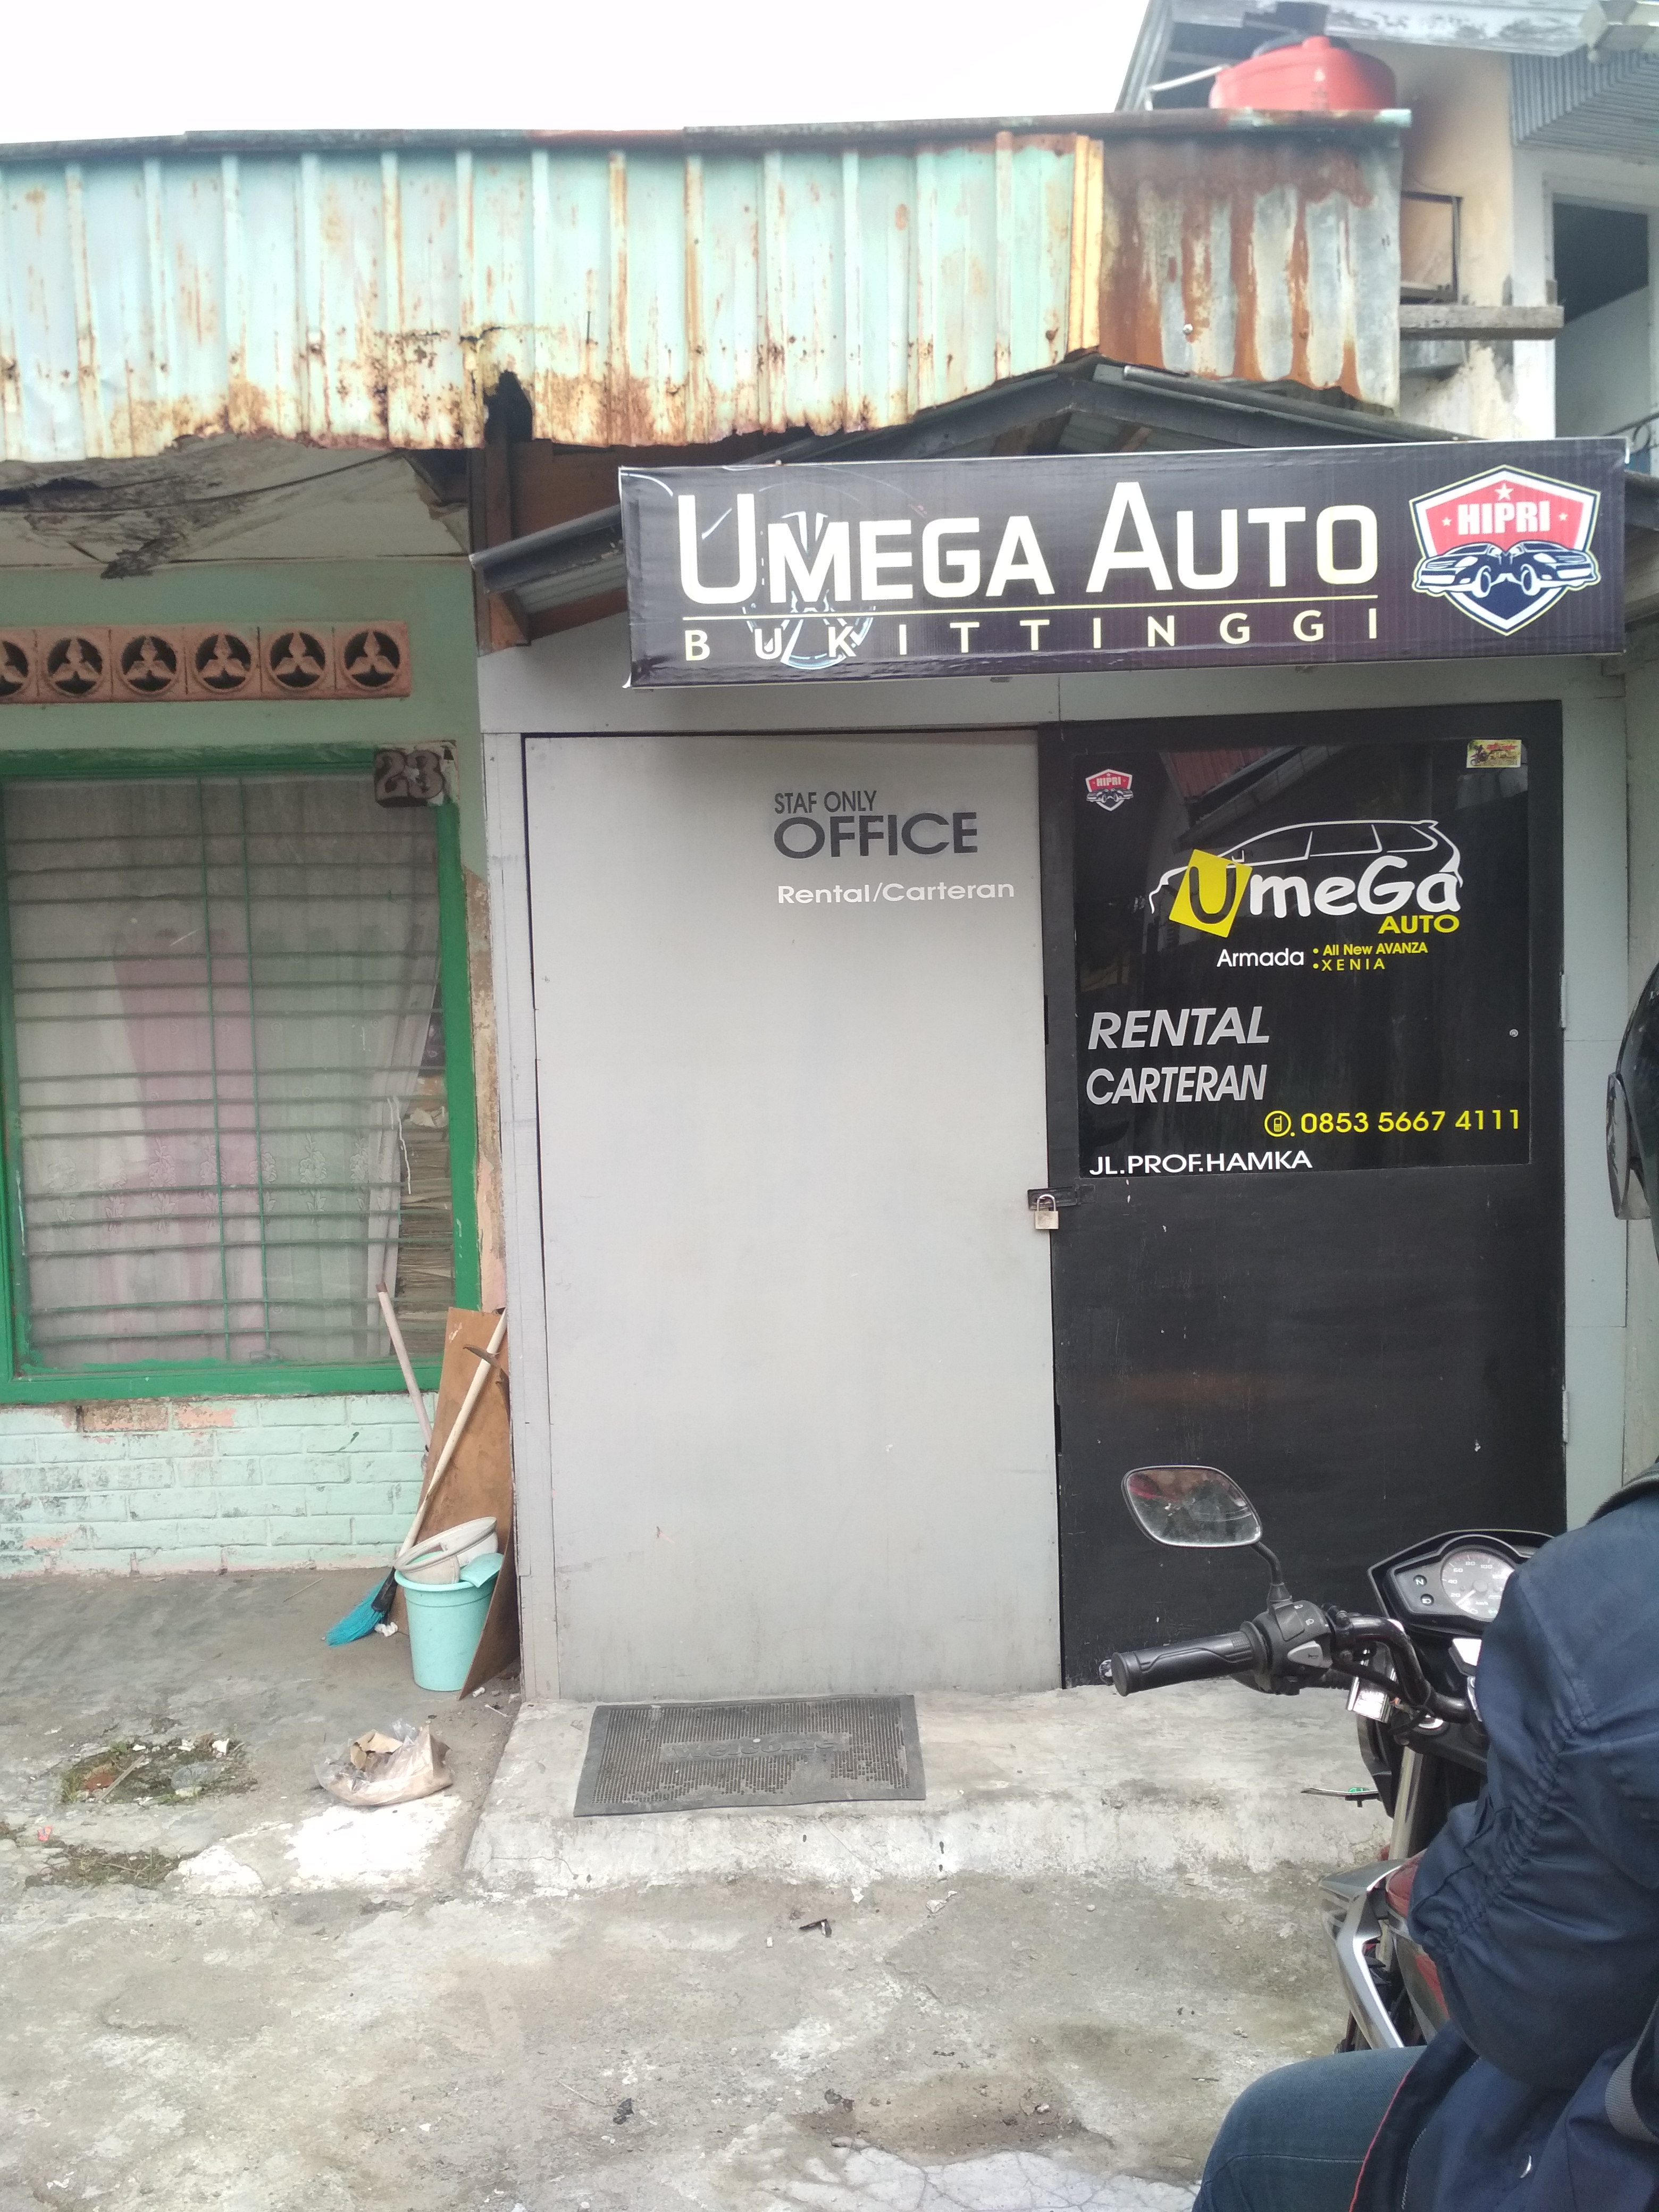 UMEGA AUTO
BUKITTINGGI
HIPRI
23
STAF ONLY
OFFICE
Rental/Carteran
HIPRI
UmeGa
AUTO
Armada • All New AVANZA
• XENIA
RENTAL
CARTERAN
0853 5667 4111
JL.PROF.HAMKA